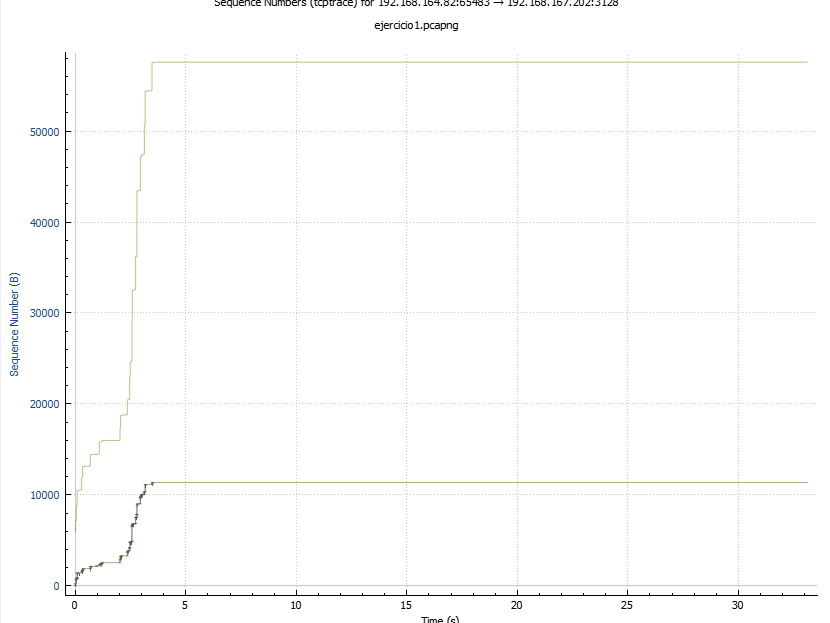 Sequence Numbers (tcptrace) for 192.168.164.82:65483 → 192.168.167.202:3128
ejercicio1.pcapng
Sequence Number (B)
50000
40000
30000
20000
10000
0
0 5 10 15 20 25 30
Time (s)